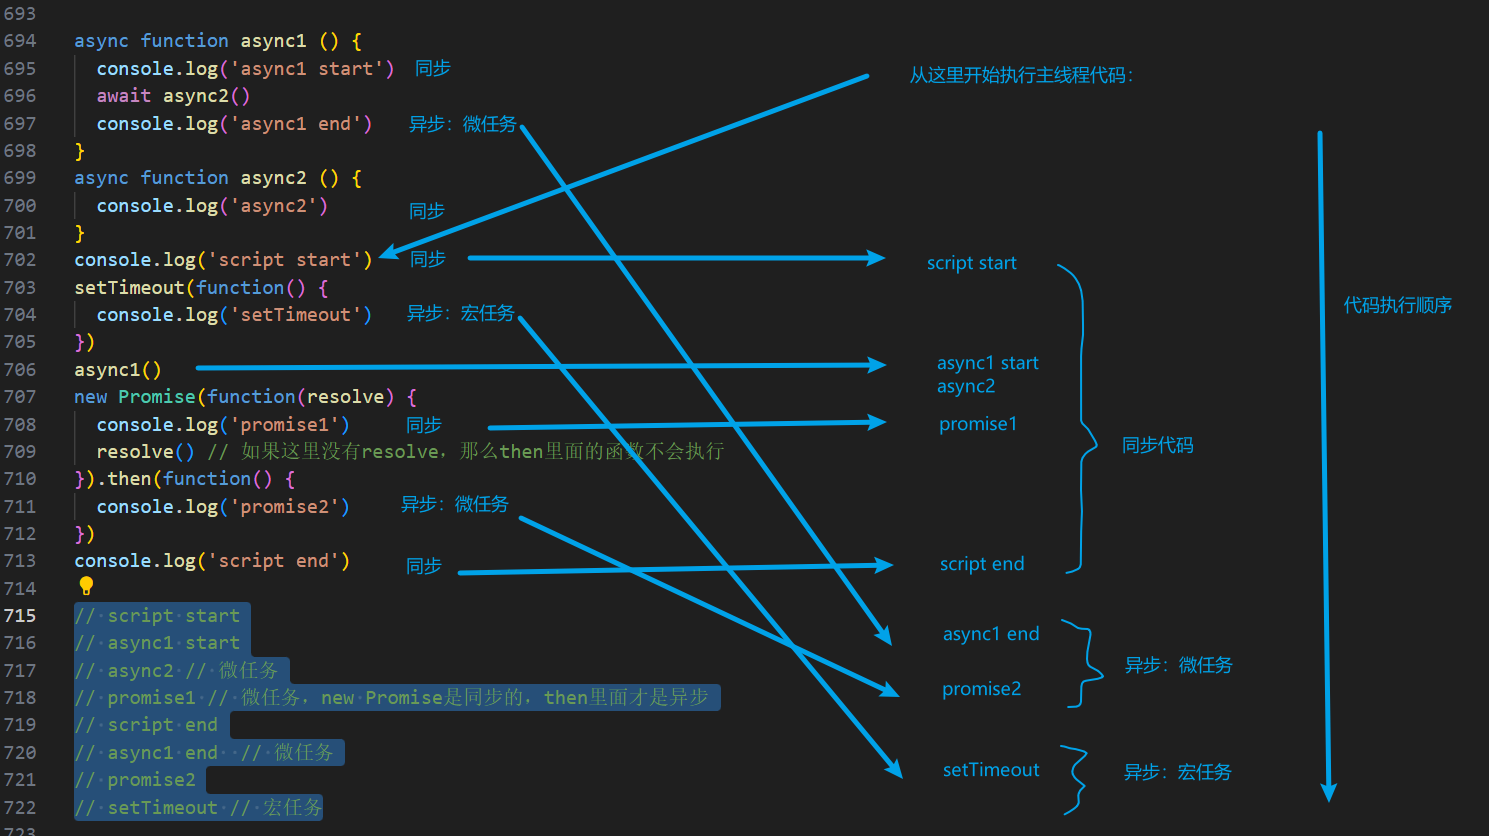 693
694 async function async1 () {
695 console.log('async1 start') 同步
从这里开始执行主线程代码：
696 await async2()
697 console.log('async1 end') 异步：微任务
698 }
699 async function async2 () {
700 console.log('async2') 同步
701 }
702 console.log('script start') 同步 script start
703 setTimeout(function() {
704 console.log('setTimeout') 异步：宏任务
代码执行顺序
705 })
706 async1() async1 start
async2
707 new Promise(function(resolve) {
708 console.log('promise1') 同步 promise1
709 resolve() // 如果这里没有resolve，那么then里面的函数不会执行
同步代码
710 }).then(function() {
711 console.log('promise2') 异步：微任务
712 })
713 console.log('script end') 同步 script end
714
715 // script start
716 // async1 start
async1 end
717 // async2 // 微任务
异步：微任务
718 // promise1 // 微任务，new Promise是同步的，then里面才是异步
promise2
719 // script end
720 // async1 end // 微任务
721 // promise2
setTimeout 异步：宏任务
722 // setTimeout // 宏任务
723